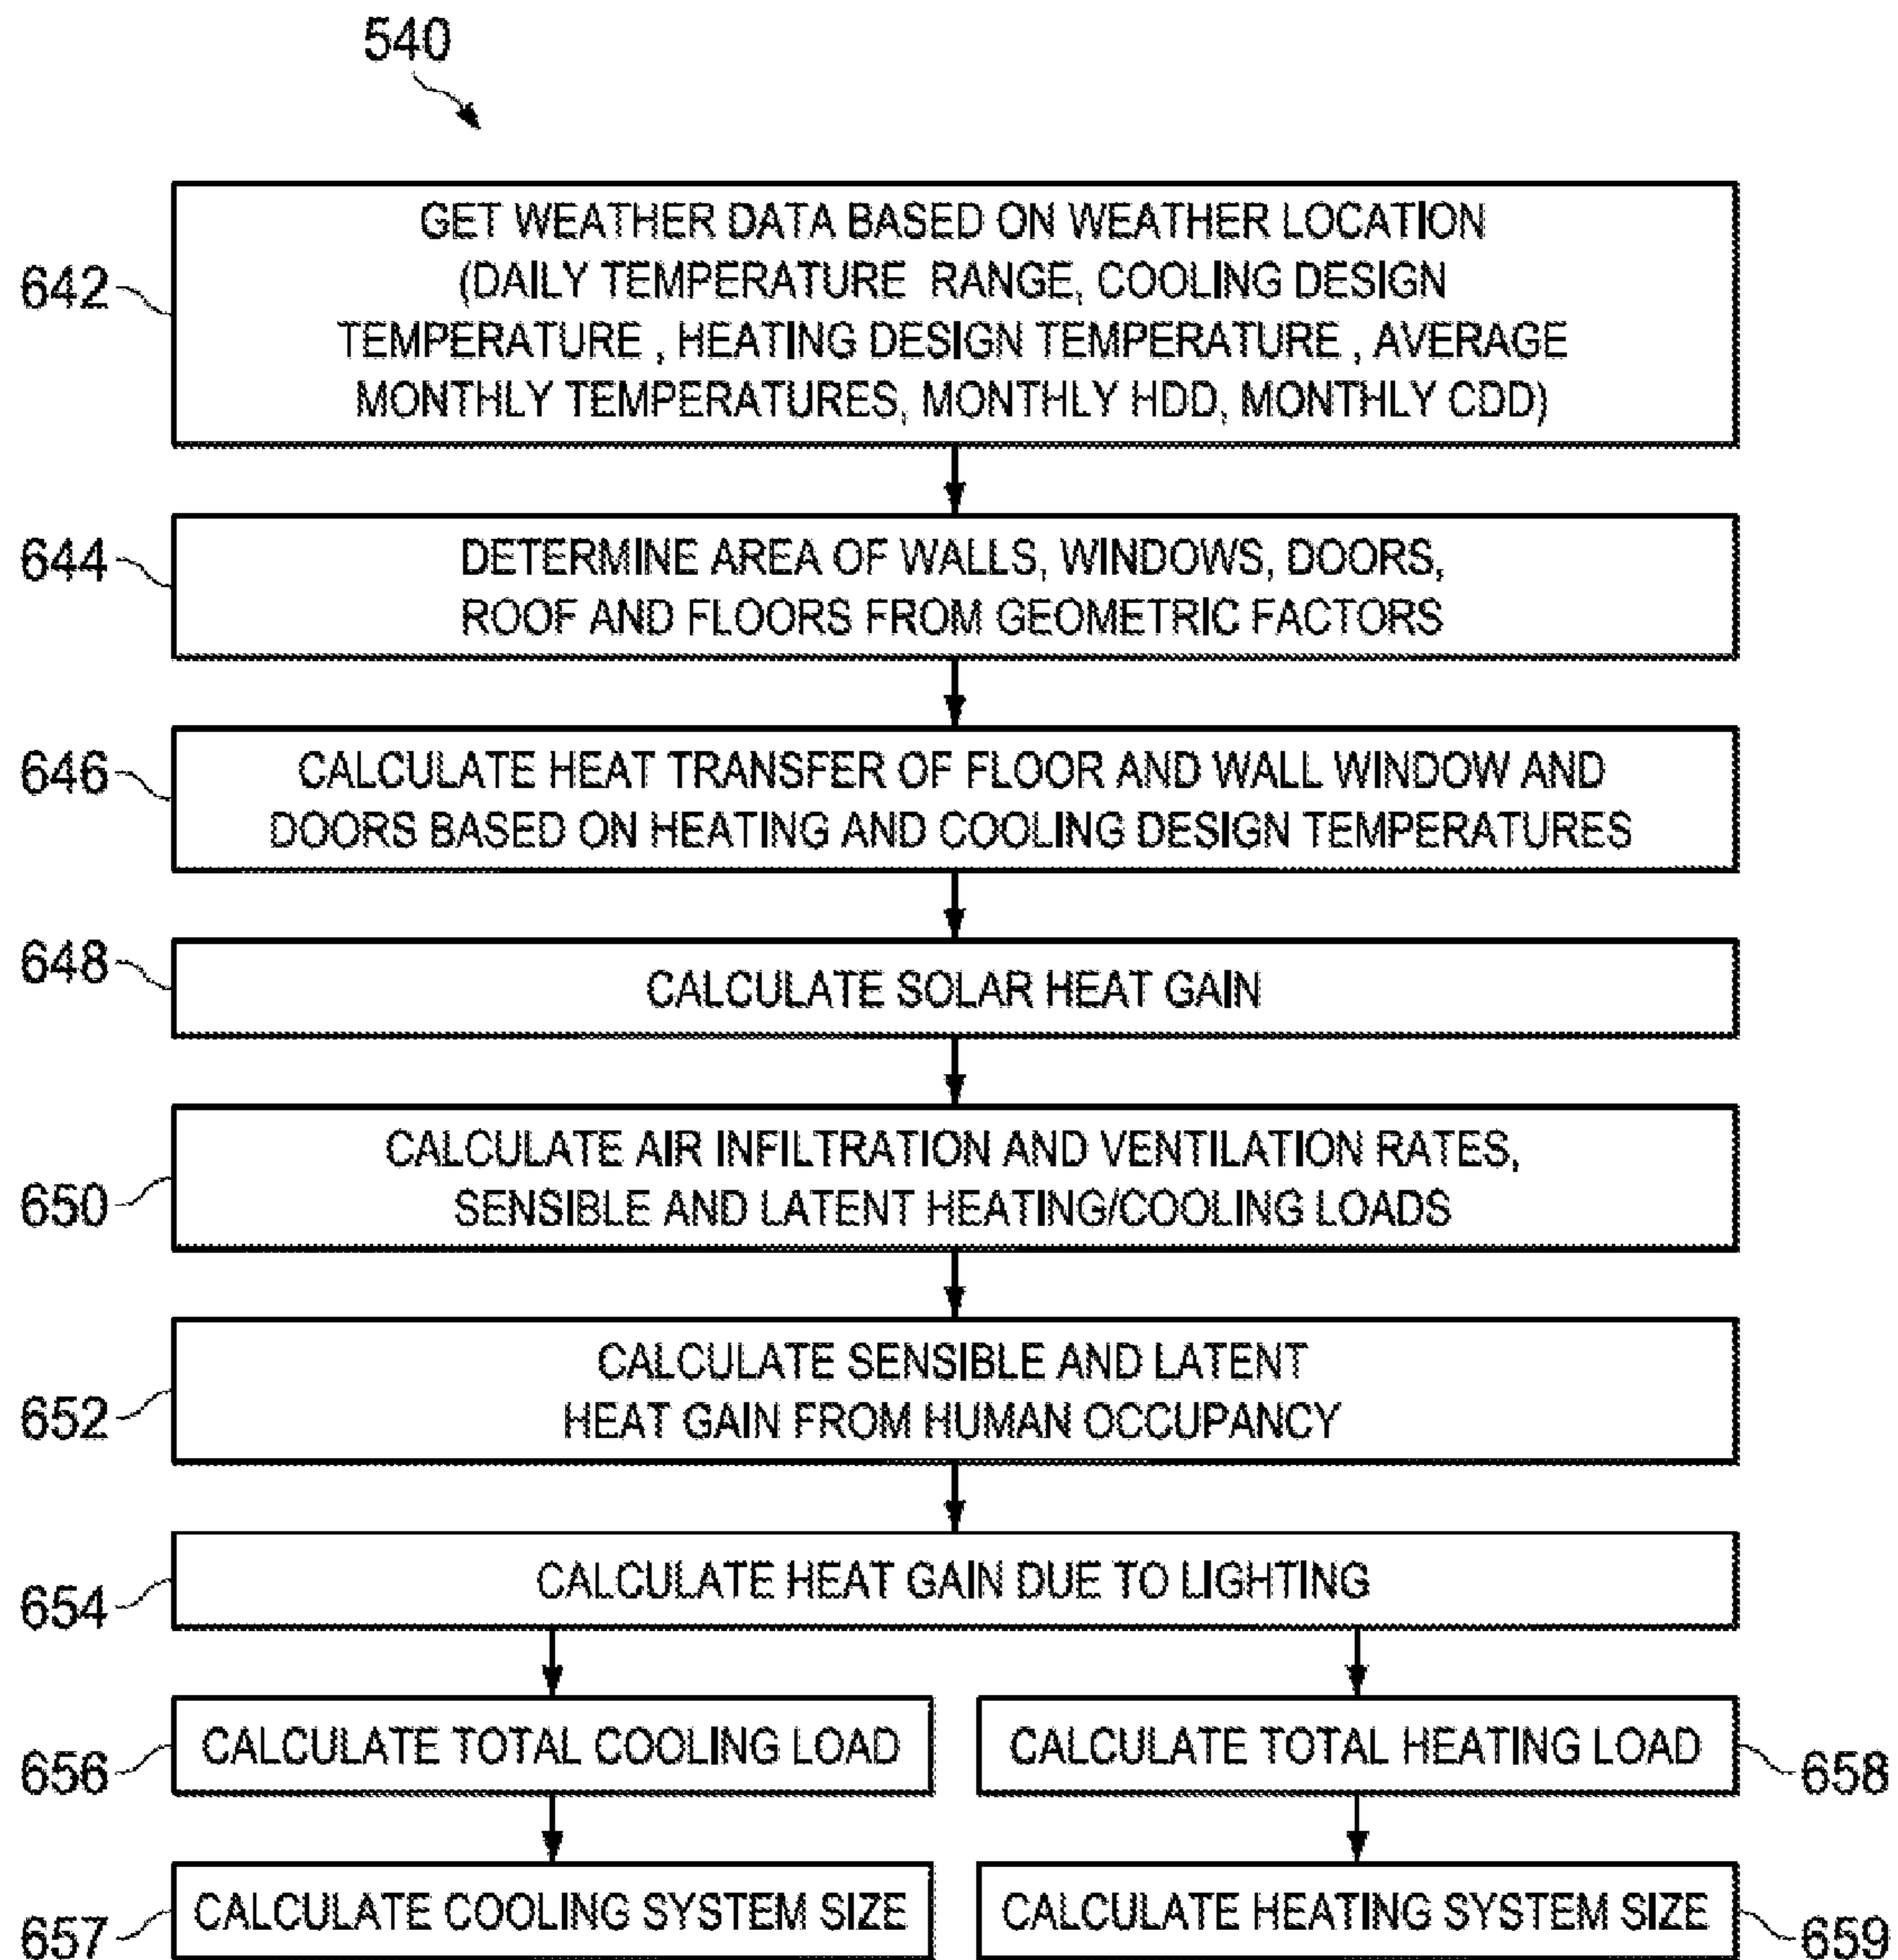 540
642
GET WEATHER DATA BASED ON WEATHER LOCATION
(DAILY TEMPERATURE RANGE, COOLING DESIGN
TEMPERATURE , HEATING DESIGN TEMPERATURE , AVERAGE
MONTHLY TEMPERATURES, MONTHLY HDD, MONTHLY CDD)
644
DETERMINE AREA OF WALLS, WINDOWS, DOORS,
ROOF AND FLOORS FROM GEOMETRIC FACTORS
646
CALCULATE HEAT TRANSFER OF FLOOR AND WALL WINDOW AND
DOORS BASED ON HEATING AND COOLING DESIGN TEMPERATURES
648
CALCULATE SOLAR HEAT GAIN
650
CALCULATE AIR INFILTRATION AND VENTILATION RATES,
SENSIBLE AND LATENT HEATING/COOLING LOADS
652
CALCULATE SENSIBLE AND LATENT
HEAT GAIN FROM HUMAN OCCUPANCY
654
CALCULATE HEAT GAIN DUE TO LIGHTING
656
CALCULATE TOTAL COOLING LOAD
CALCULATE TOTAL HEATING LOAD
658
657
CALCULATE COOLING SYSTEM SIZE
CALCULATE HEATING SYSTEM SIZE
659